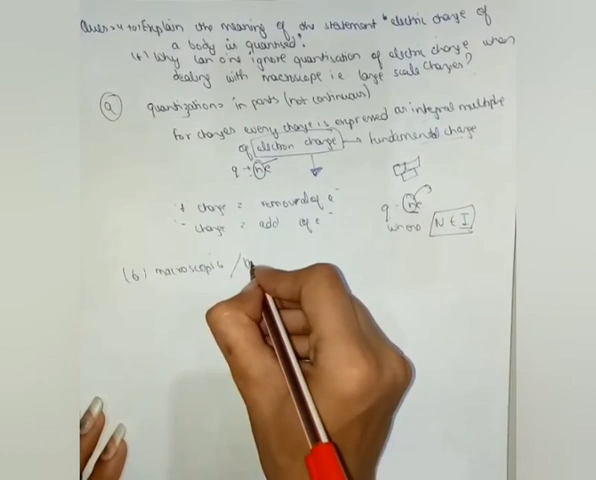 Ques:-4 (a) Explain the meaning of the statement "electric charge of
a body is quantised".
(b) Why can one ignore quantisation of electric charge when
dealing with macroscopic i.e large scale charges?
(a) quantization = in parts (not continuous)
for charges every charge is expressed as integral multiple
of electron charge → fundamental charge
q → ne
+ charge = removal of e⁻
- charge = add of e⁻
q = ne
where N ∈ I
(b) macroscopic /